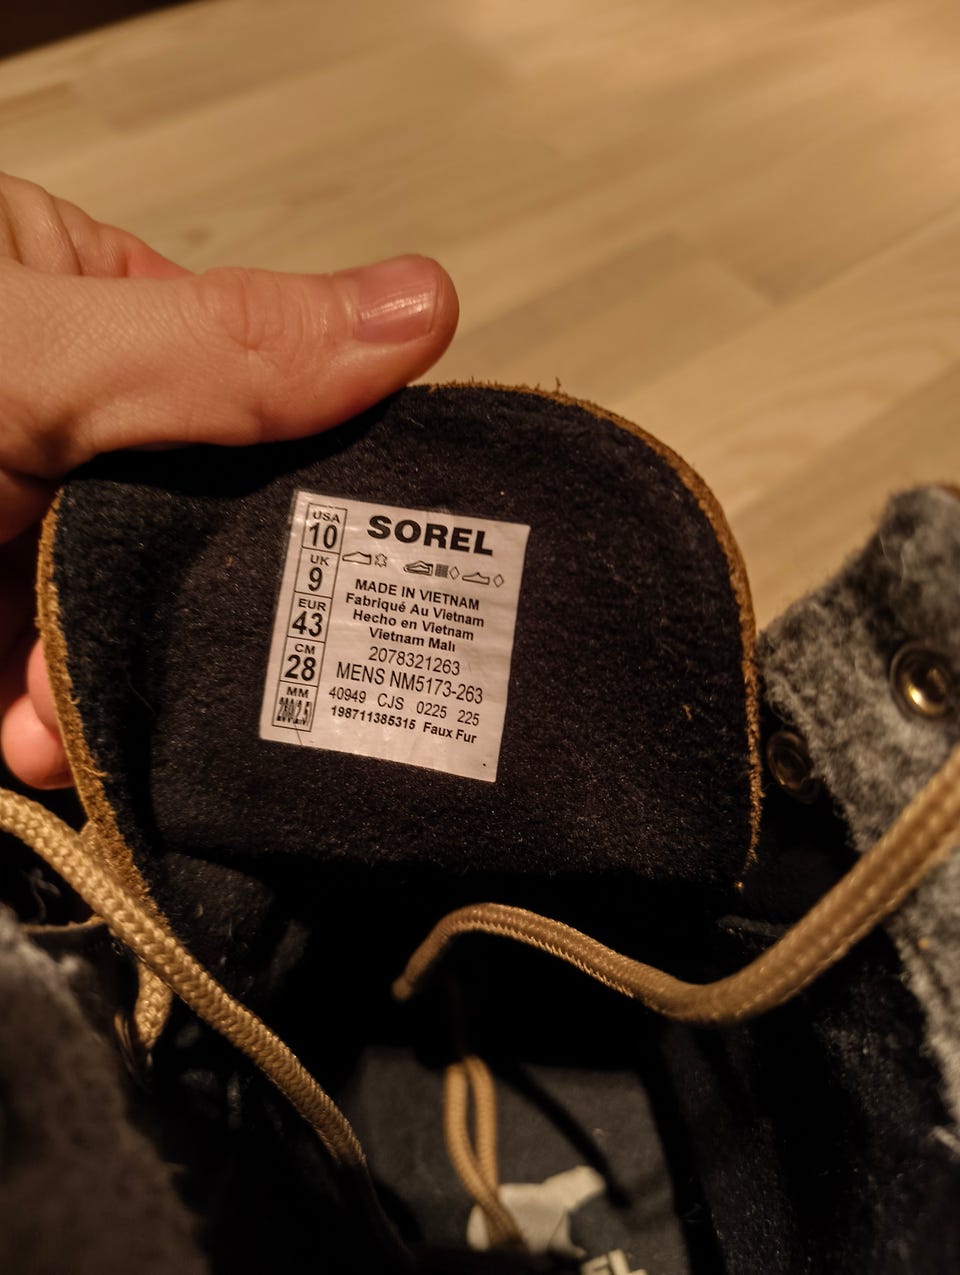 USA
10
UK
9
EUR
43
CM
28
MM
SOREL
MADE IN VIETNAM
Fabriqué Au Vietnam
Hecho en Vietnam
Vietnam Malı
2078321263
MENS NM5173-263
40949 CJS 0225 225
198711385315 Faux Fur